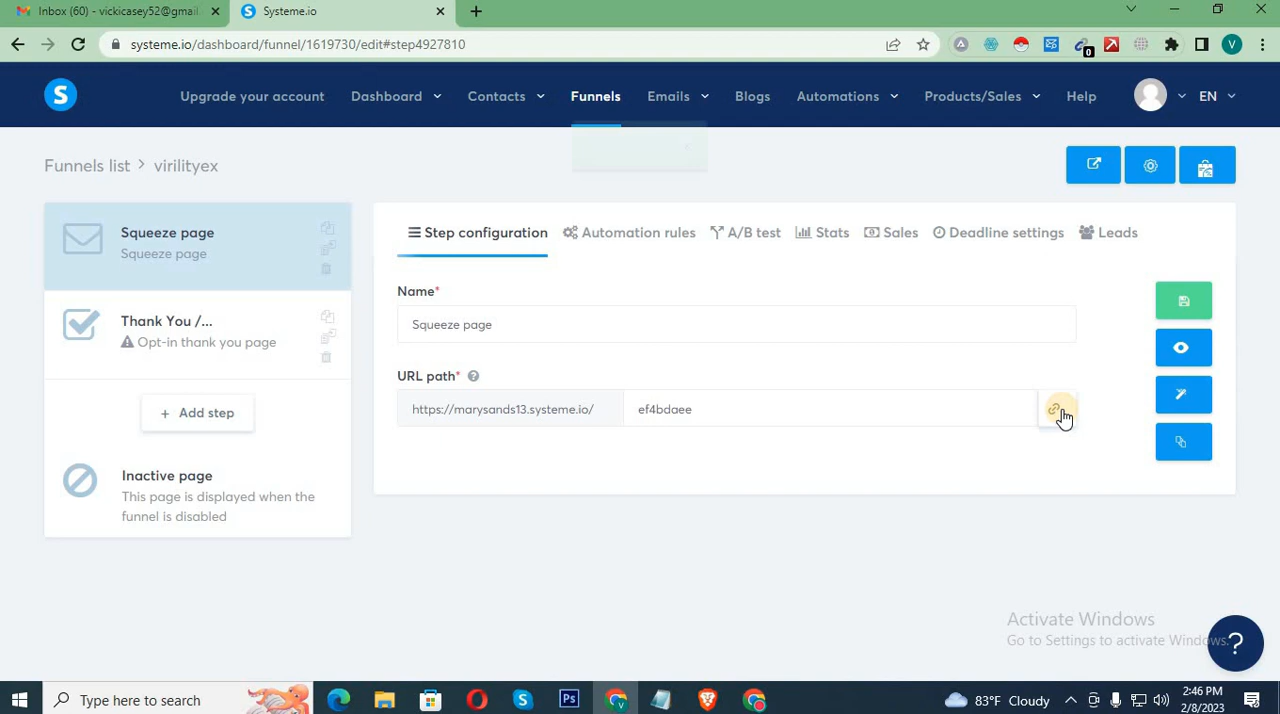 Inbox (60) - vickicasey52@gmail.
Systeme.io
systeme.io/dashboard/funnel/1619730/edit#step4927810
0
V
S
Upgrade your account
Dashboard
Contacts
Funnels
Emails
Blogs
Automations
Products/Sales
Help
EN
Funnels list > virilityex
Squeeze page
Squeeze page
Thank You /...
Opt-in thank you page
+ Add step
Inactive page
This page is displayed when the
funnel is disabled
Step configuration
Automation rules
A/B test
Stats
Sales
Deadline settings
Leads
Name*
Squeeze page
URL path* ?
https://marysands13.systeme.io/
ef4bdaee
Activate Windows
Go to Settings to activate Windows.
?
Type here to search
S
Ps
V
83°F Cloudy
2:46 PM
2/8/2023